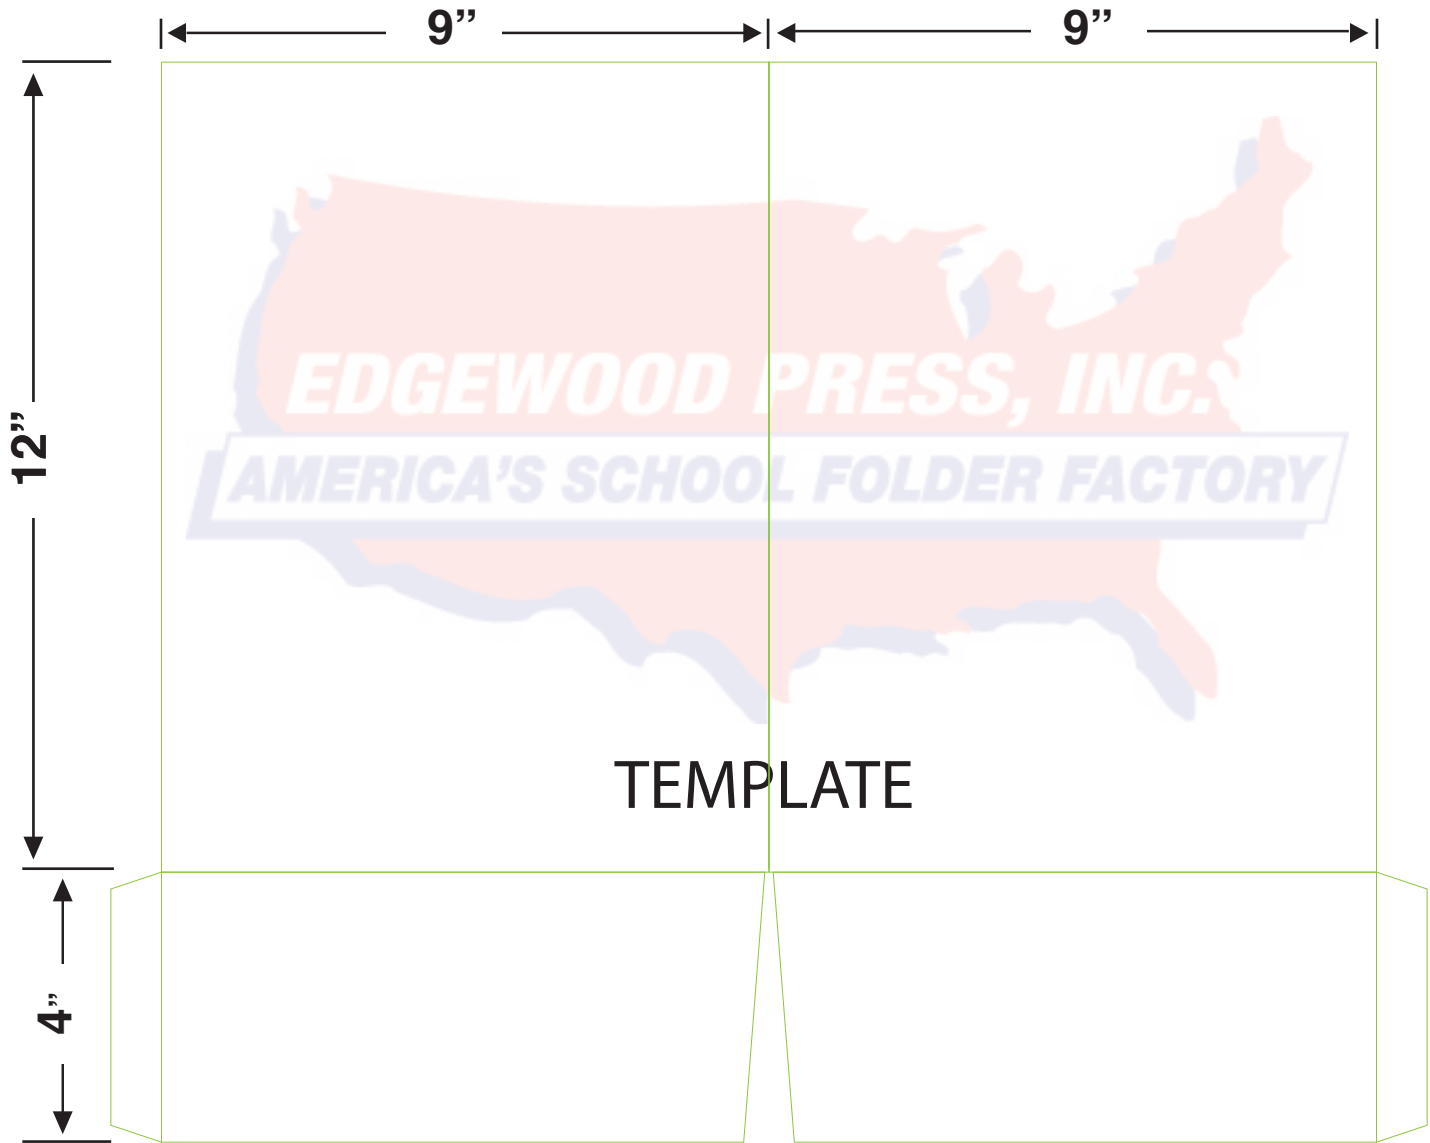 9” 9”
EDGEWOOD PRESS, INC.
12”
AMERICA’S SCHOOL FOLDER FACTORY
TEMPLATE
4”